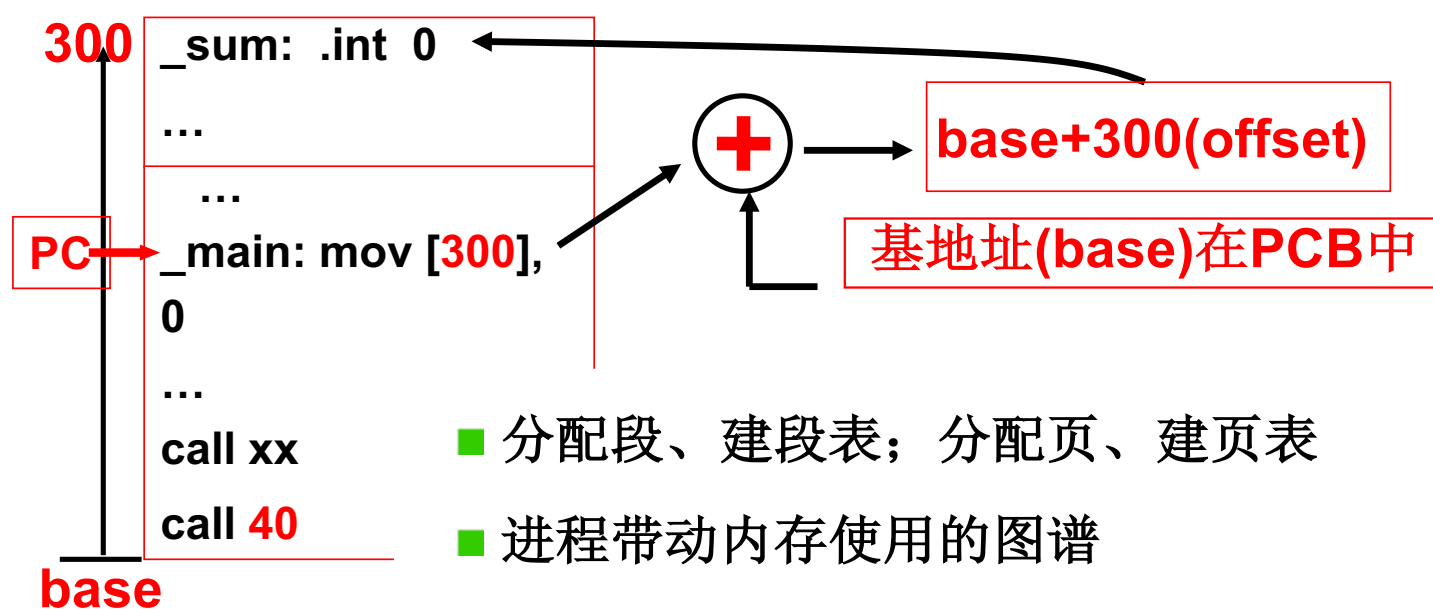 300
_sum: .int 0
…
…
PC
_main: mov [300],
0
…
call xx
call 40
base
+
base+300(offset)
基地址(base)在PCB中
分配段、建段表；分配页、建页表
进程带动内存使用的图谱